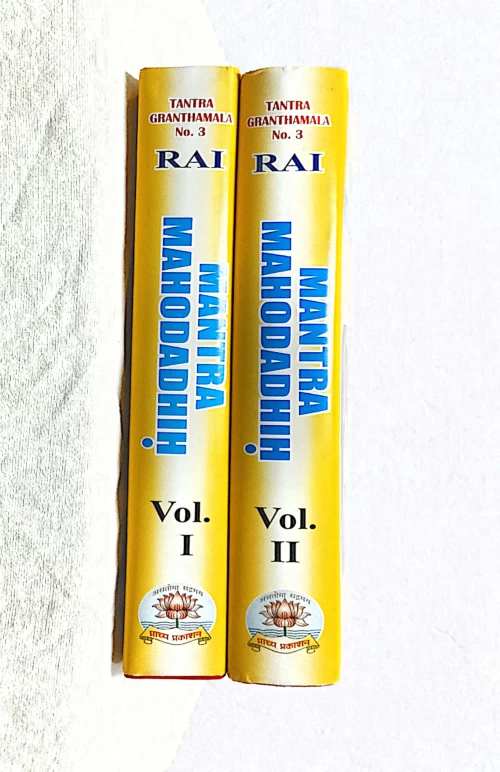 TANTRA
GRANTHAMALA
No. 3
RAI
MANTRA
MAHODADHIḤ
Vol.
I
असतोमा सद्गमय
प्राच्य प्रकाशन
TANTRA
GRANTHAMALA
No. 3
RAI
MANTRA
MAHODADHIḤ
Vol.
II
असतोमा सद्गमय
प्राच्य प्रकाशन